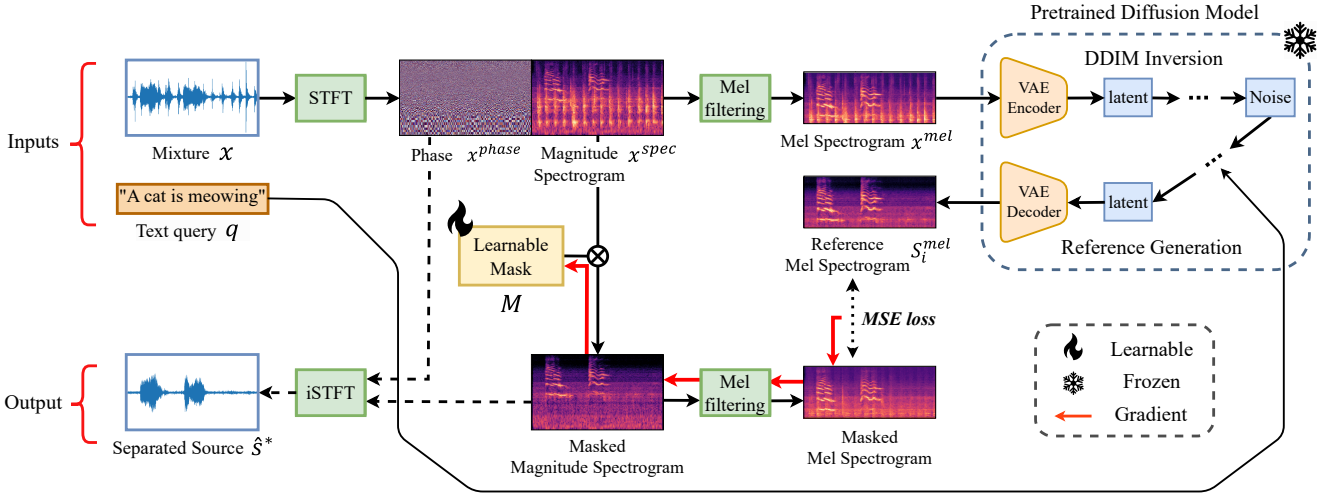 Pretrained Diffusion Model
Inputs
Mixture x
STFT
Phase x^{phase}
Magnitude x^{spec}
Spectrogram
Mel
filtering
Mel Spectrogram x^{mel}
VAE
Encoder
DDIM Inversion
latent
Noise
"A cat is meowing"
Text query q
Learnable
Mask
M
Reference
Mel Spectrogram S_i^{mel}
VAE
Decoder
latent
Reference Generation
MSE loss
Output
Separated Source ŝ*
iSTFT
Masked
Magnitude Spectrogram
Mel
filtering
Masked
Mel Spectrogram
Learnable
Frozen
Gradient